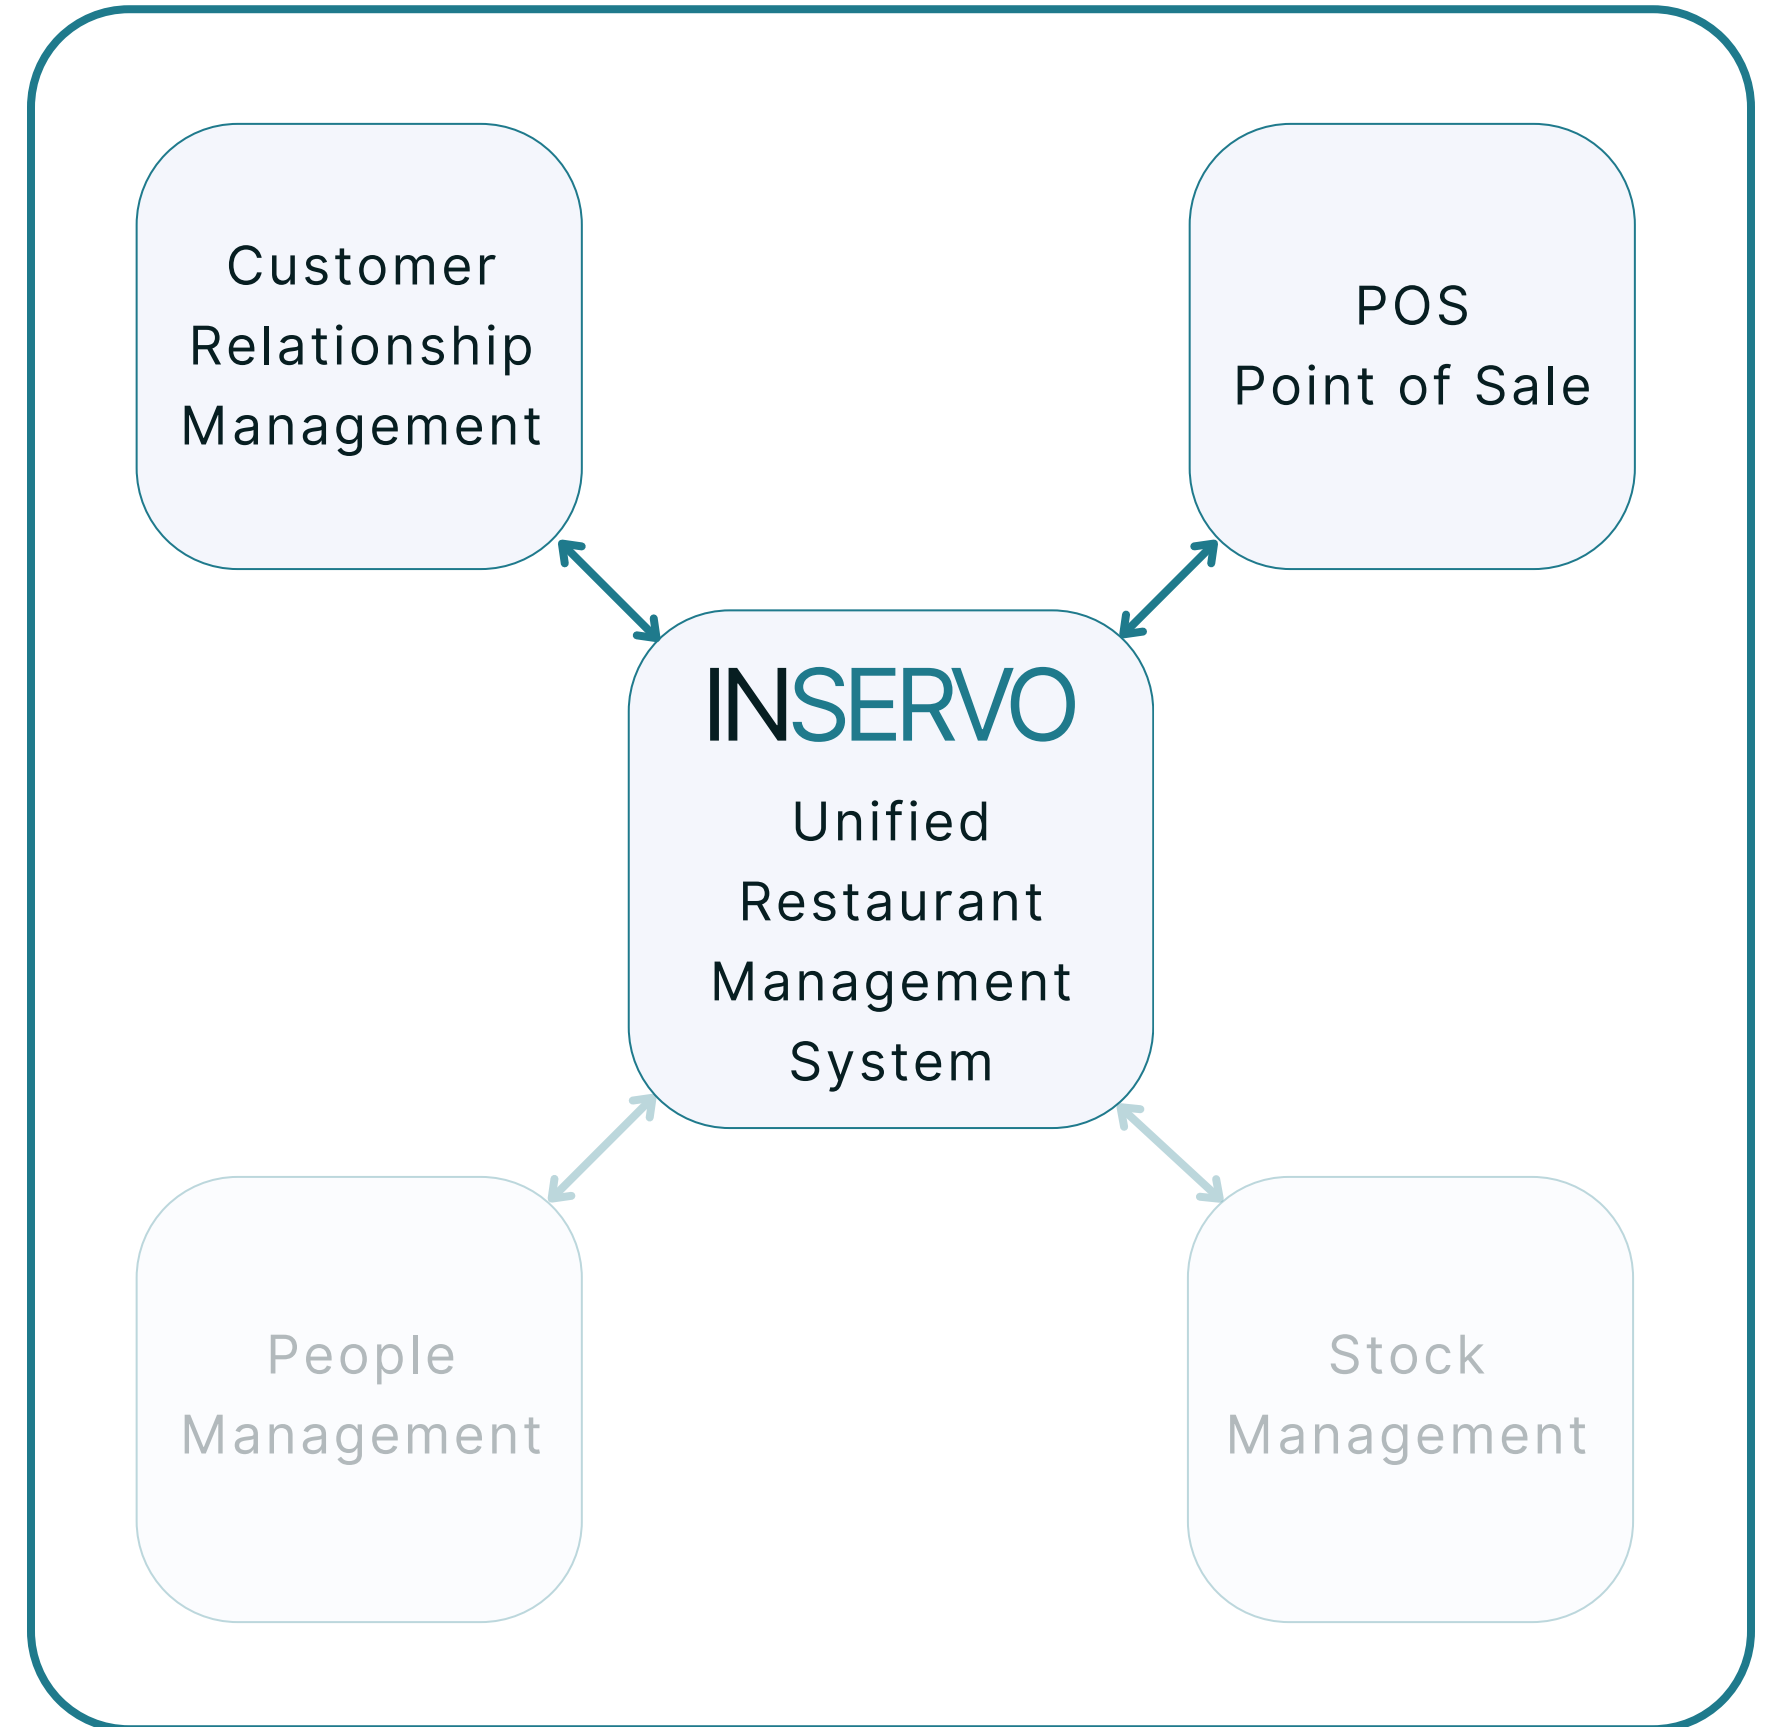 Customer
Relationship
Management
POS
Point of Sale
INSERVO
Unified
Restaurant
Management
System
People
Management
Stock
Management